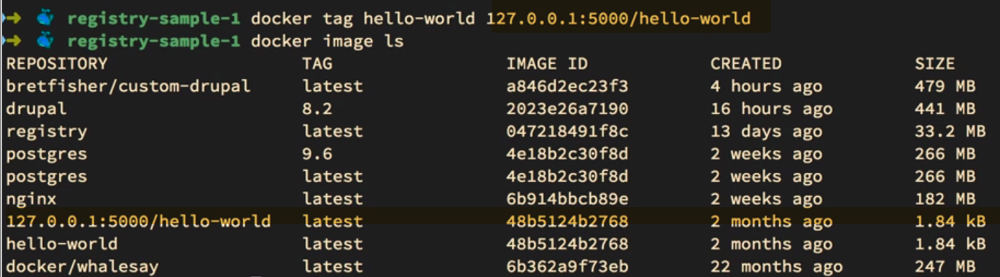 registry-sample-1 docker tag hello-world 127.0.0.1:5000/hello-world
registry-sample-1 docker image ls
REPOSITORY TAG IMAGE ID CREATED SIZE
bretfisher/custom-drupal latest a846d2ec23f3 4 hours ago 479 MB
drupal 8.2 2023e26a7190 16 hours ago 441 MB
registry latest 047218491f8c 13 days ago 33.2 MB
postgres 9.6 4e18b2c30f8d 2 weeks ago 266 MB
postgres latest 4e18b2c30f8d 2 weeks ago 266 MB
nginx latest 6b914bbcb89e 2 weeks ago 182 MB
127.0.0.1:5000/hello-world latest 48b5124b2768 2 months ago 1.84 kB
hello-world latest 48b5124b2768 2 months ago 1.84 kB
docker/whalesay latest 6b362a9f73eb 22 months ago 247 MB